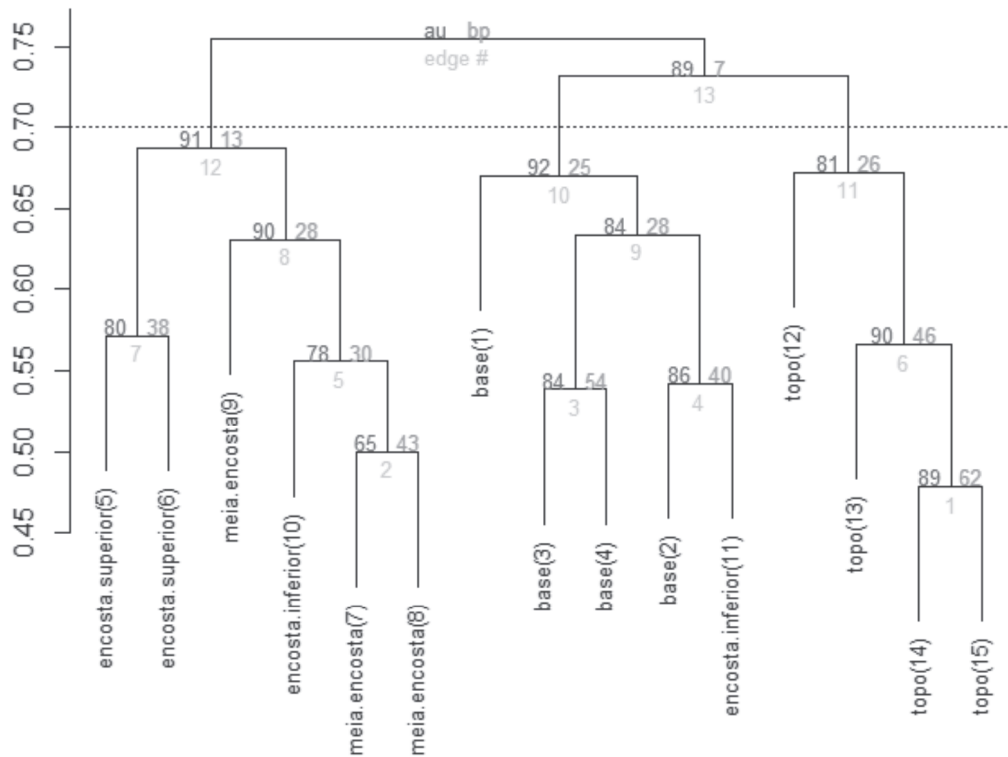 0.75
0.70
0.65
0.60
0.55
0.50
0.45
au bp
edge #
89 7
13
91 13
12
92 25
10
81 26
11
90 28
8
84 28
9
80 38
7
78 30
5
90 46
6
84 54
3
86 40
4
65 43
2
89 62
1
encosta.superior(5)
encosta.superior(6)
meia.encosta(9)
encosta.inferior(10)
meia.encosta(7)
meia.encosta(8)
base(1)
base(3)
base(4)
base(2)
encosta.inferior(11)
topo(12)
topo(13)
topo(14)
topo(15)